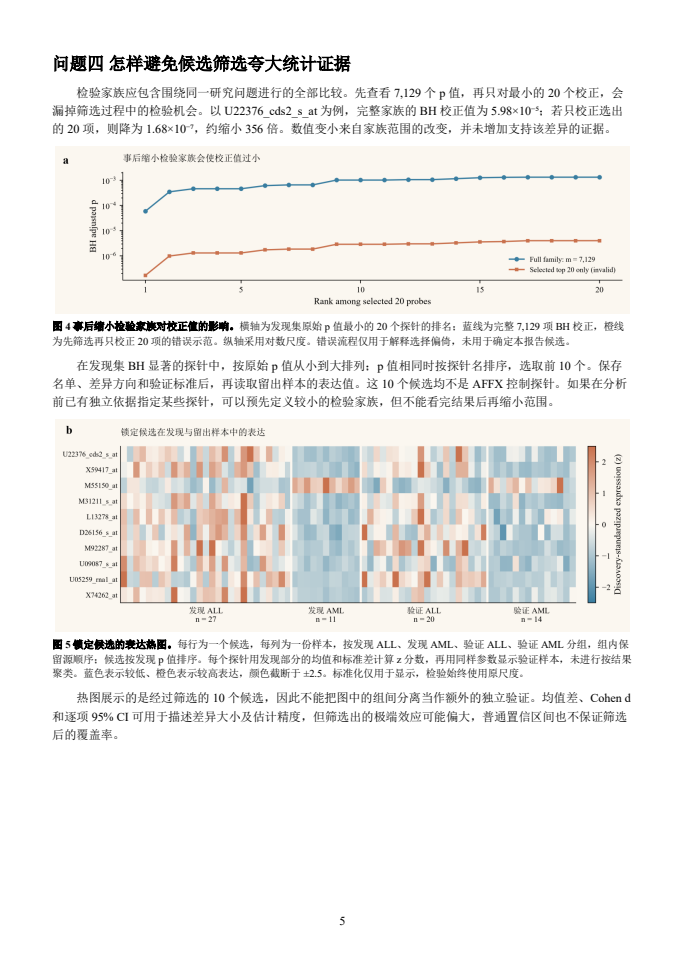 问题四 怎样避免候选筛选夸大统计证据
检验家族应包含围绕同一研究问题进行的全部比较。先查看 7,129 个 p 值，再只对最小的 20 个校正，会
漏掉筛选过程中的检验机会。以 U22376_cds2_s_at 为例，完整家族的 BH 校正值为 5.98×10⁻⁵；若只校正选出
的 20 项，则降为 1.68×10⁻⁷，约缩小 356 倍。数值变小来自家族范围的改变，并未增加支持该差异的证据。
a 事后缩小检验家族会使校正值过小
10⁻³
10⁻⁴
10⁻⁵
10⁻⁶
BH adjusted p
Full family: m = 7,129
Selected top 20 only (invalid)
1 5 10 15 20
Rank among selected 20 probes
图 4 事后缩小检验家族对校正值的影响。横轴为发现集原始 p 值最小的 20 个探针的排名；蓝线为完整 7,129 项 BH 校正，橙线
为先筛选再只校正 20 项的错误示范。纵轴采用对数尺度。错误流程仅用于解释选择偏倚，未用于确定本报告候选。
在发现集 BH 显著的探针中，按原始 p 值从小到大排列；p 值相同时按探针名排序，选取前 10 个。保存
名单、差异方向和验证标准后，再读取留出样本的表达值。这 10 个候选均不是 AFFX 控制探针。如果在分析
前已有独立依据指定某些探针，可以预先定义较小的检验家族，但不能看完结果后再缩小范围。
b 锁定候选在发现与留出样本中的表达
U22376_cds2_s_at
X59417_at
M55150_at
M31211_s_at
L13278_at
D26156_s_at
M92287_at
U09087_s_at
U05259_rna1_at
X74262_at
发现 ALL
n = 27
发现 AML
n = 11
验证 ALL
n = 20
验证 AML
n = 14
2
1
0
−1
−2
Discovery-standardized expression (z)
图 5 锁定候选的表达热图。每行为一个候选，每列为一份样本，按发现 ALL、发现 AML、验证 ALL、验证 AML 分组，组内保
留源顺序；候选按发现 p 值排序。每个探针用发现部分的均值和标准差计算 z 分数，再用同样参数显示验证样本，未进行按结果
聚类。蓝色表示较低、橙色表示较高表达，颜色截断于 ±2.5。标准化仅用于显示，检验始终使用原尺度。
热图展示的是经过筛选的 10 个候选，因此不能把图中的组间分离当作额外的独立验证。均值差、Cohen d
和逐项 95% CI 可用于描述差异大小及估计精度，但筛选出的极端效应可能偏大，普通置信区间也不保证筛选
后的覆盖率。
5